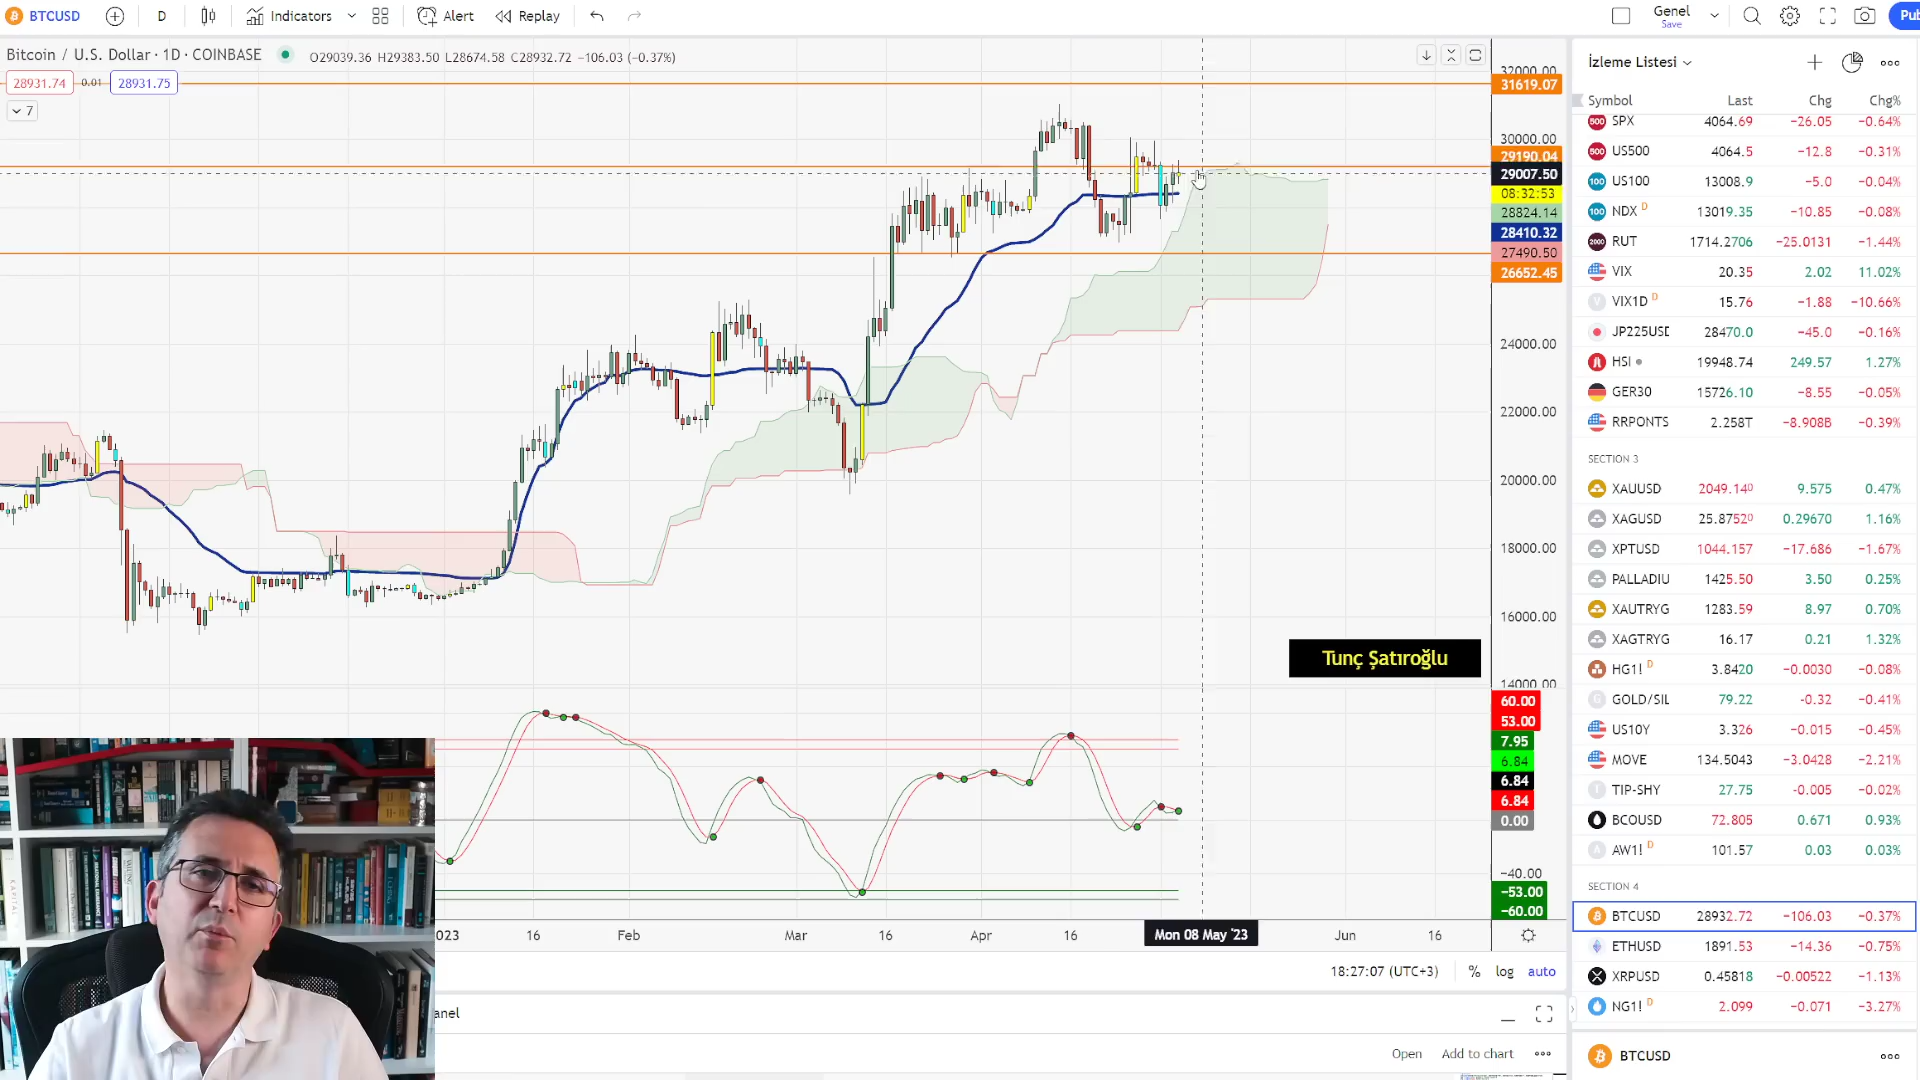 BTCUSD D Indicators Alert Replay Genel Save Pub
Bitcoin / U.S. Dollar · 1D · COINBASE O29039.36 H29383.50 L28674.58 C28932.72 −106.03 (−0.37%)
28931.74 0.01 28931.75
7
32000.00
31619.07
30000.00
29190.04
29007.50
08:32:53
28824.14
28410.32
27490.50
26652.45
24000.00
22000.00
20000.00
18000.00
16000.00
14000.00
Tunç Şatıroğlu
60.00
53.00
7.95
6.84
6.84
6.84
0.00
−40.00
−53.00
−60.00
023 16 Feb Mar 16 Apr 16 Mon 08 May '23 Jun 16
18:27:07 (UTC+3) % log auto
anel
Open Add to chart
İzleme Listesi
Symbol Last Chg Chg%
SPX 4064.69 −26.05 −0.64%
US500 4064.5 −12.8 −0.31%
US100 13008.9 −5.0 −0.04%
NDX D 13019.35 −10.85 −0.08%
RUT 1714.2706 −25.0131 −1.44%
VIX 20.35 2.02 11.02%
VIX1D D 15.76 −1.88 −10.66%
JP225USD 28470.0 −45.0 −0.16%
HSI 19948.74 249.57 1.27%
GER30 15726.10 −8.55 −0.05%
RRPONTS 2.258T −8.908B −0.39%
SECTION 3
XAUUSD 2049.140 9.575 0.47%
XAGUSD 25.87520 0.29670 1.16%
XPTUSD 1044.157 −17.686 −1.67%
PALLADIU 1425.50 3.50 0.25%
XAUTRYG 1283.59 8.97 0.70%
XAGTRYG 16.17 0.21 1.32%
HG1! D 3.8420 −0.0030 −0.08%
GOLD/SIL 79.22 −0.32 −0.41%
US10Y 3.326 −0.015 −0.45%
MOVE 134.5043 −3.0428 −2.21%
TIP-SHY 27.75 −0.005 −0.02%
BCOUSD 72.805 0.671 0.93%
AW1! D 101.57 0.03 0.03%
SECTION 4
BTCUSD 28932.72 −106.03 −0.37%
ETHUSD 1891.53 −14.36 −0.75%
XRPUSD 0.45818 −0.00522 −1.13%
NG1! D 2.099 −0.071 −3.27%
BTCUSD